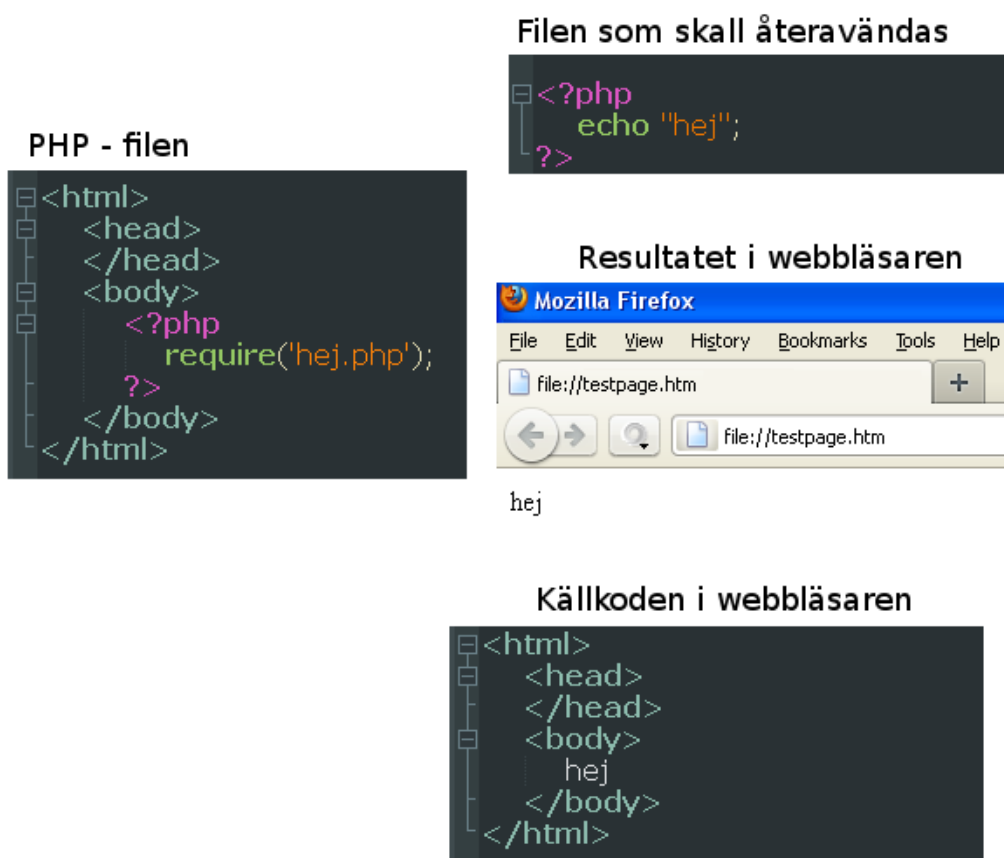 PHP - filen
<html>
<head>
</head>
<body>
<?php
require('hej.php');
?>
</body>
</html>
Filen som skall återavändas
<?php
echo "hej";
?>
Resultatet i webbläsaren
Mozilla Firefox
File Edit View History Bookmarks Tools Help
file://testpage.htm
file://testpage.htm
hej
Källkoden i webbläsaren
<html>
<head>
</head>
<body>
hej
</body>
</html>